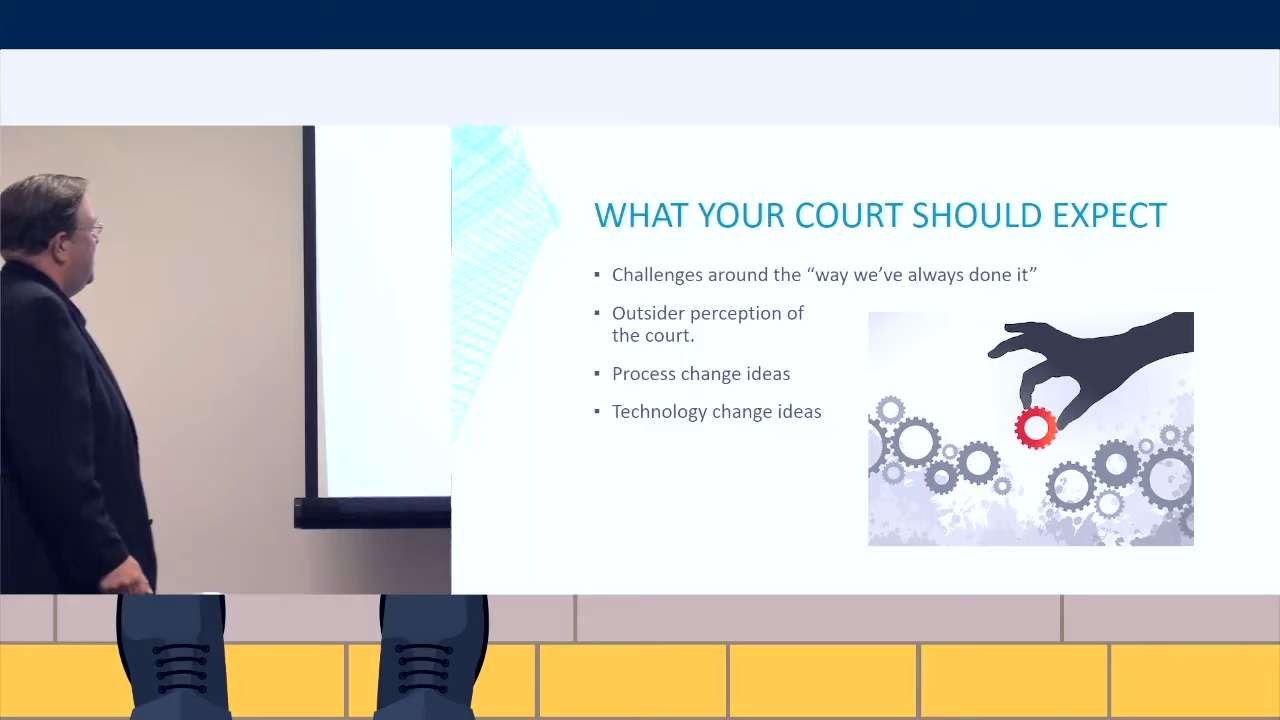 WHAT YOUR COURT SHOULD EXPECT
▪ Challenges around the “way we’ve always done it”
▪ Outsider perception of
the court.
▪ Process change ideas
▪ Technology change ideas